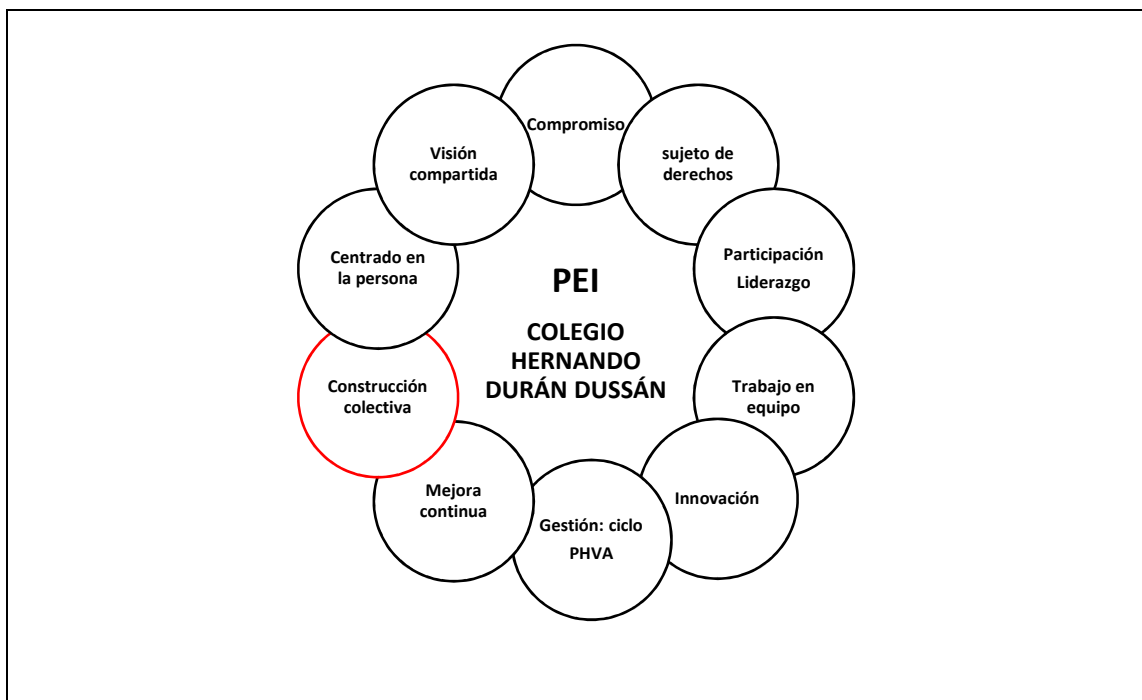 Compromiso
sujeto de
derechos
Participación
Liderazgo
Trabajo en
equipo
Innovación
Gestión: ciclo
PHVA
Mejora
continua
Construcción
colectiva
Centrado en
la persona
Visión
compartida
PEI
COLEGIO
HERNANDO
DURÁN DUSSÁN